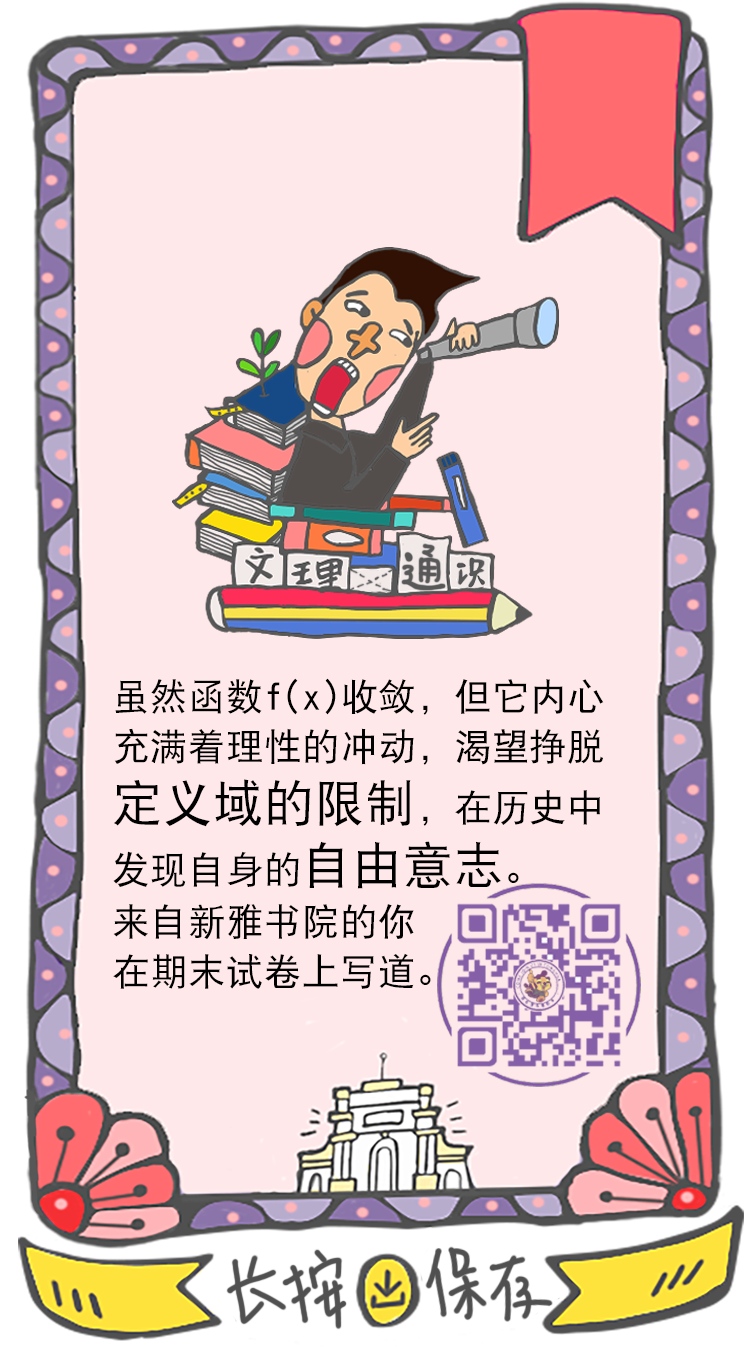 文理通识
虽然函数f(x)收敛，但它内心
充满着理性的冲动，渴望挣脱
定义域的限制，在历史中
发现自身的自由意志。
来自新雅书院的你
在期末试卷上写道。
长按保存